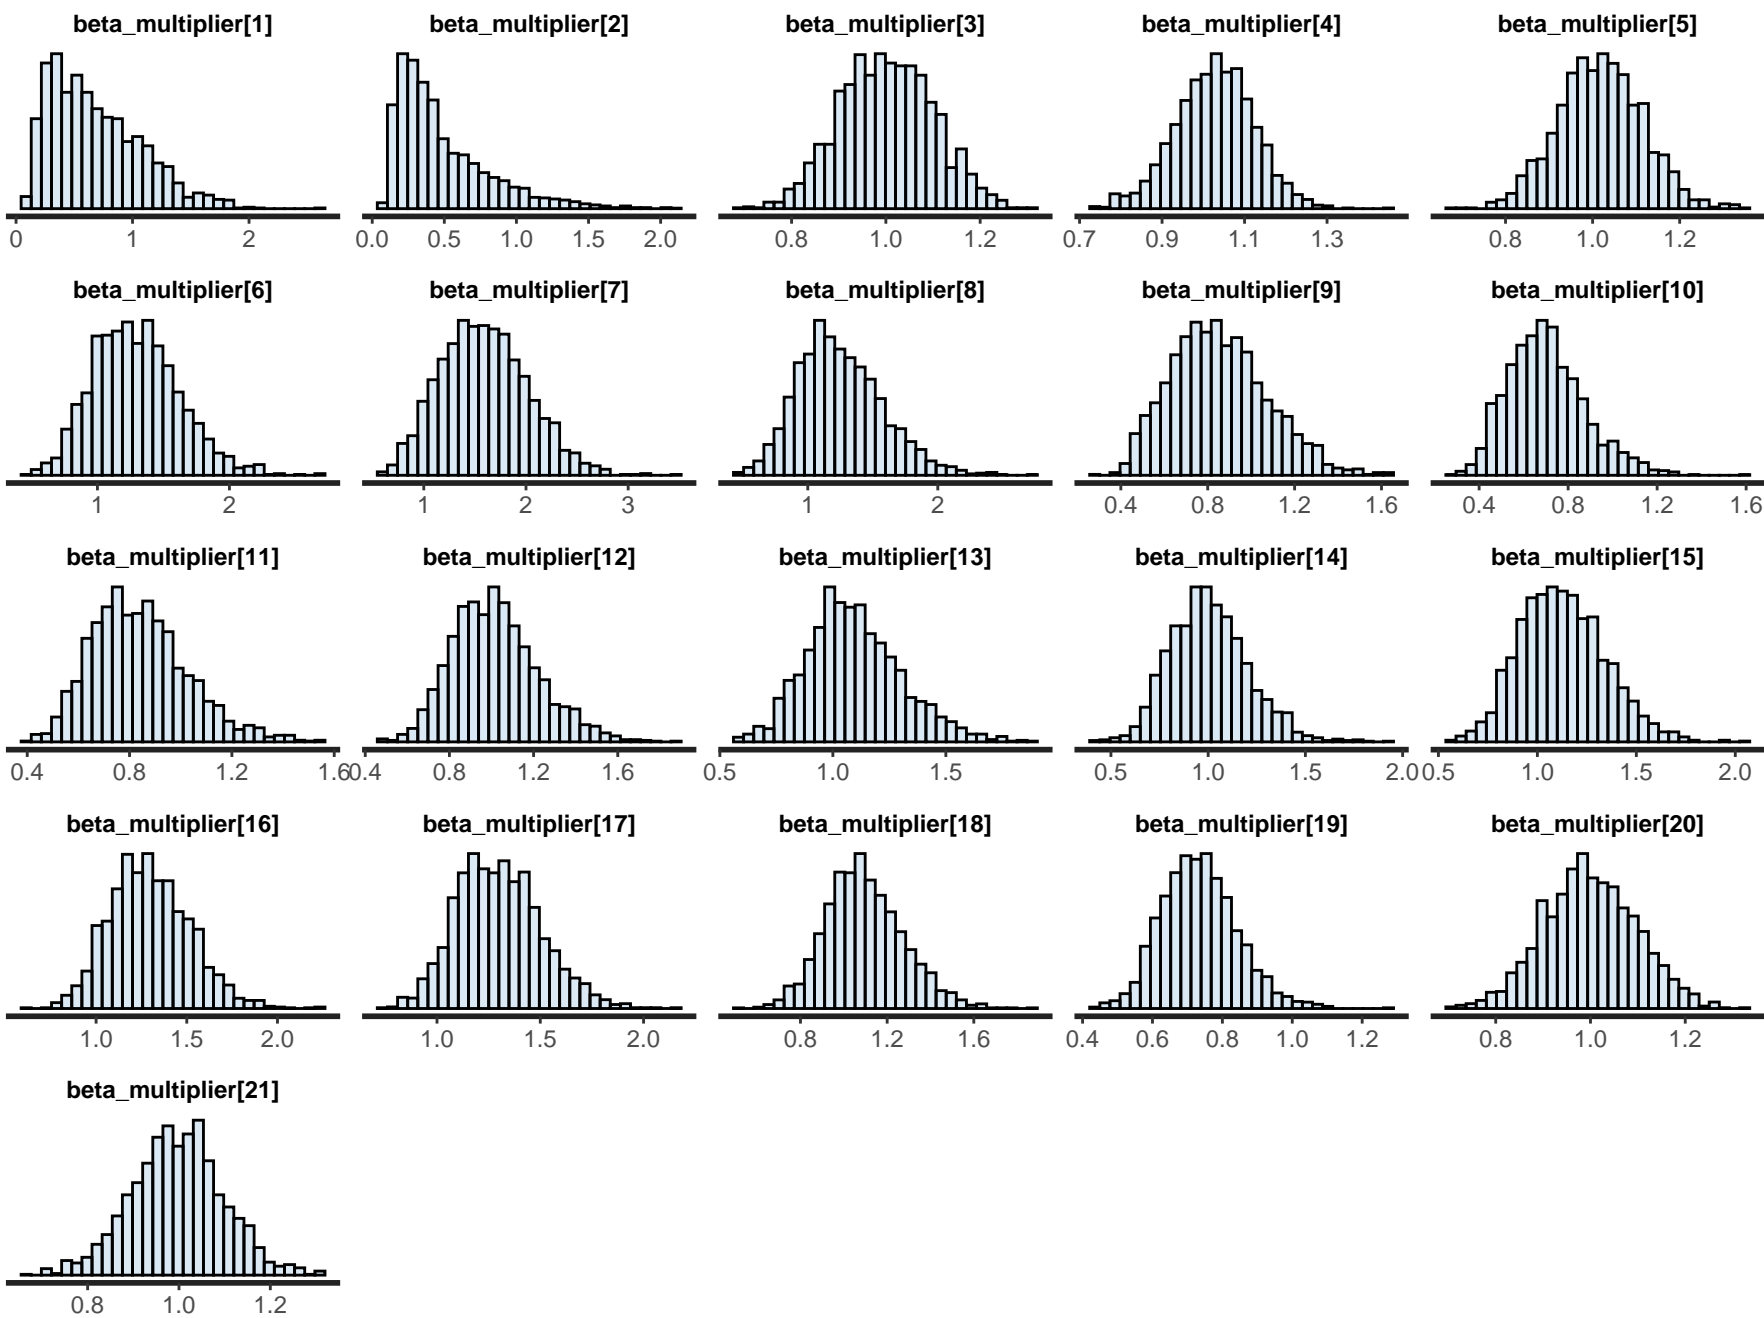 beta_multiplier[1] beta_multiplier[2] beta_multiplier[3] beta_multiplier[4] beta_multiplier[5]
0 1 2 0.0 0.5 1.0 1.5 2.0 0.8 1.0 1.2 0.7 0.9 1.1 1.3 0.8 1.0 1.2
beta_multiplier[6] beta_multiplier[7] beta_multiplier[8] beta_multiplier[9] beta_multiplier[10]
1 2 1 2 3 1 2 0.4 0.8 1.2 1.6 0.4 0.8 1.2 1.6
beta_multiplier[11] beta_multiplier[12] beta_multiplier[13] beta_multiplier[14] beta_multiplier[15]
0.4 0.8 1.2 1.6 0.4 0.8 1.2 1.6 0.5 1.0 1.5 0.5 1.0 1.5 2.0 0.5 1.0 1.5 2.0
beta_multiplier[16] beta_multiplier[17] beta_multiplier[18] beta_multiplier[19] beta_multiplier[20]
1.0 1.5 2.0 1.0 1.5 2.0 0.8 1.2 1.6 0.4 0.6 0.8 1.0 1.2 0.8 1.0 1.2
beta_multiplier[21]
0.8 1.0 1.2